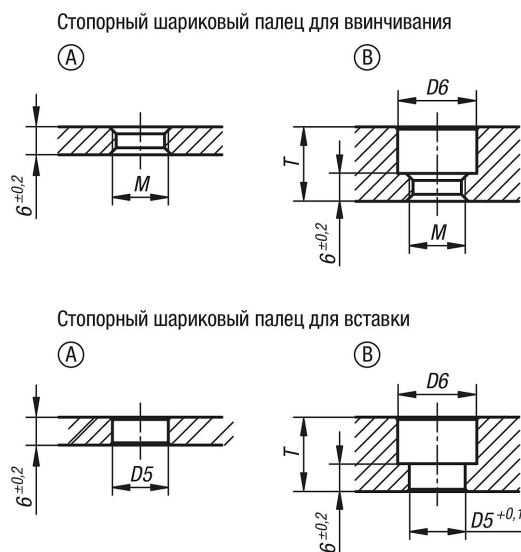 Стопорный шариковый палец для ввинчивания
A
B
D6
T
6±0,2
M
6±0,2
M
Стопорный шариковый палец для вставки
A
B
D6
T
6±0,2
D5
6±0,2
D5+0,1